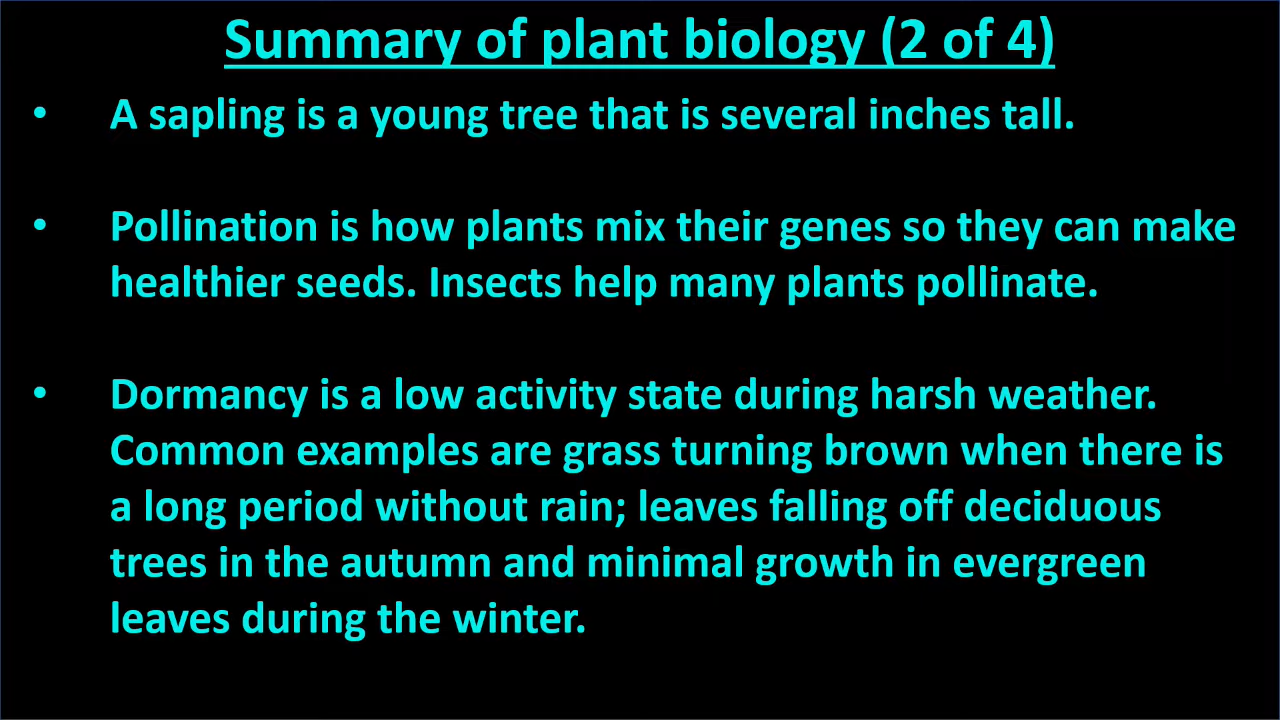 Summary of plant biology (2 of 4)
• A sapling is a young tree that is several inches tall.
• Pollination is how plants mix their genes so they can make
healthier seeds. Insects help many plants pollinate.
• Dormancy is a low activity state during harsh weather.
Common examples are grass turning brown when there is
a long period without rain; leaves falling off deciduous
trees in the autumn and minimal growth in evergreen
leaves during the winter.